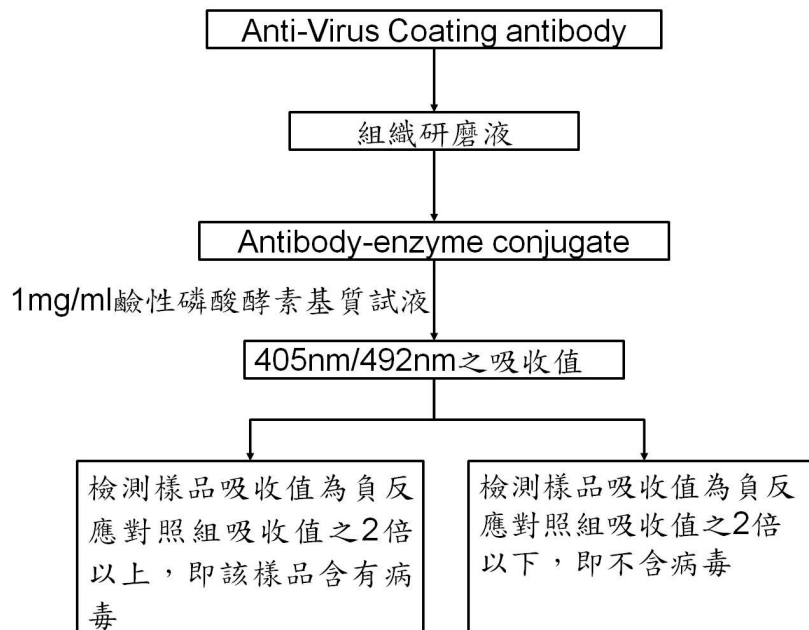 Anti-Virus Coating antibody
組織研磨液
Antibody-enzyme conjugate
1mg/ml鹼性磷酸酵素基質試液
405nm/492nm之吸收值
檢測樣品吸收值為負反
應對照組吸收值之2倍
以上，即該樣品含有病
毒
檢測樣品吸收值為負反
應對照組吸收值之2倍
以下，即不含病毒